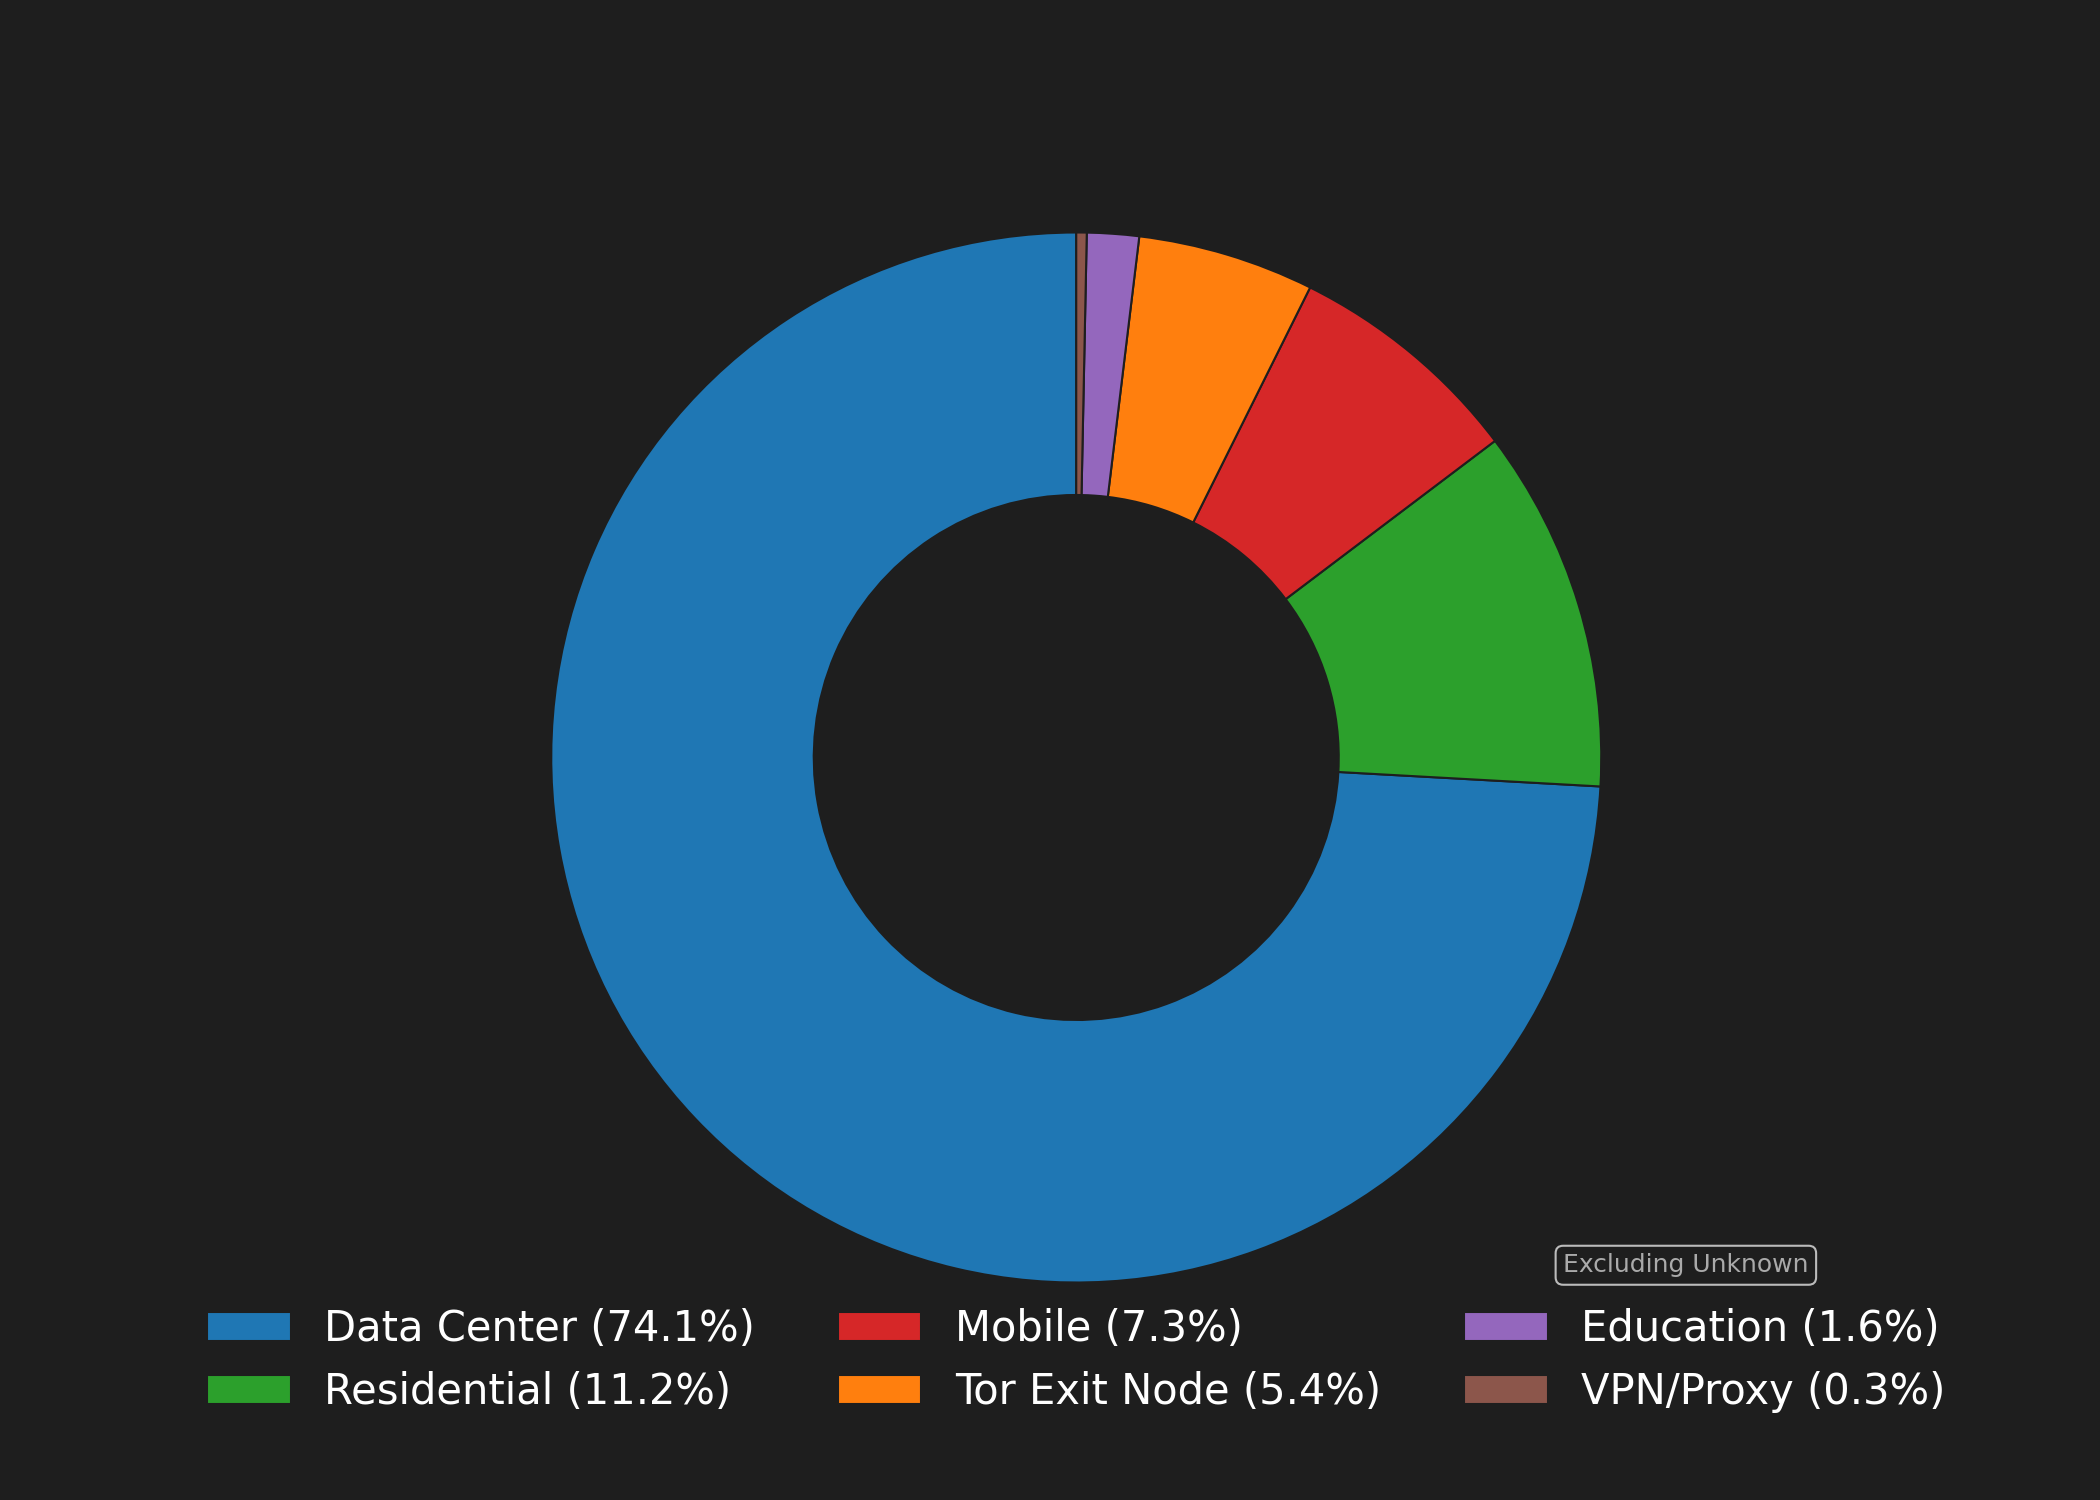 Excluding Unknown
Data Center (74.1%)
Residential (11.2%)
Mobile (7.3%)
Tor Exit Node (5.4%)
Education (1.6%)
VPN/Proxy (0.3%)